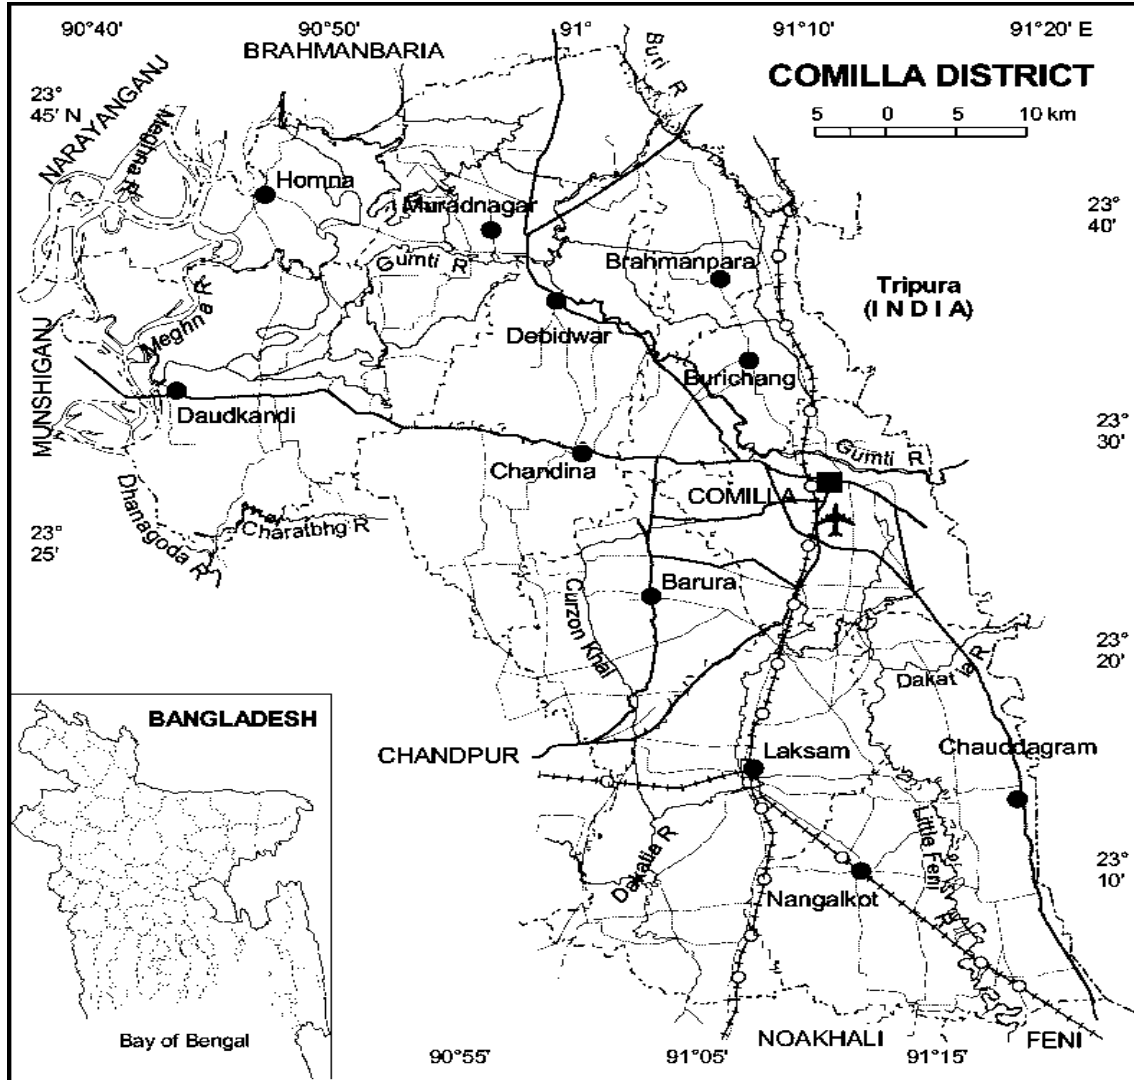 90°40'
90°50'
91°
91°10'
91°20' E
BRAHMANBARIA
COMILLA DISTRICT
5 0 5 10 km
23°
45' N
NARAYANGANJ
Meghna R
Buri R
Homna
Muradnagar
23°
40'
Gumti R
Brahmanpara
Tripura
(INDIA)
Meghna R
Debidwar
MUNSHIGANJ
Burichang
Daudkandi
23°
30'
Gumti R
Chandina
COMILLA
Dhanagoda R
Charatbhg R
23°
25'
Curzon Khal
Barura
23°
20'
Dakatia R
BANGLADESH
CHANDPUR
Laksam
Chauddagram
Little Feni
Dakatia R
23°
10'
Nangalkot
Bay of Bengal
NOAKHALI
FENI
90°55'
91°05'
91°15'